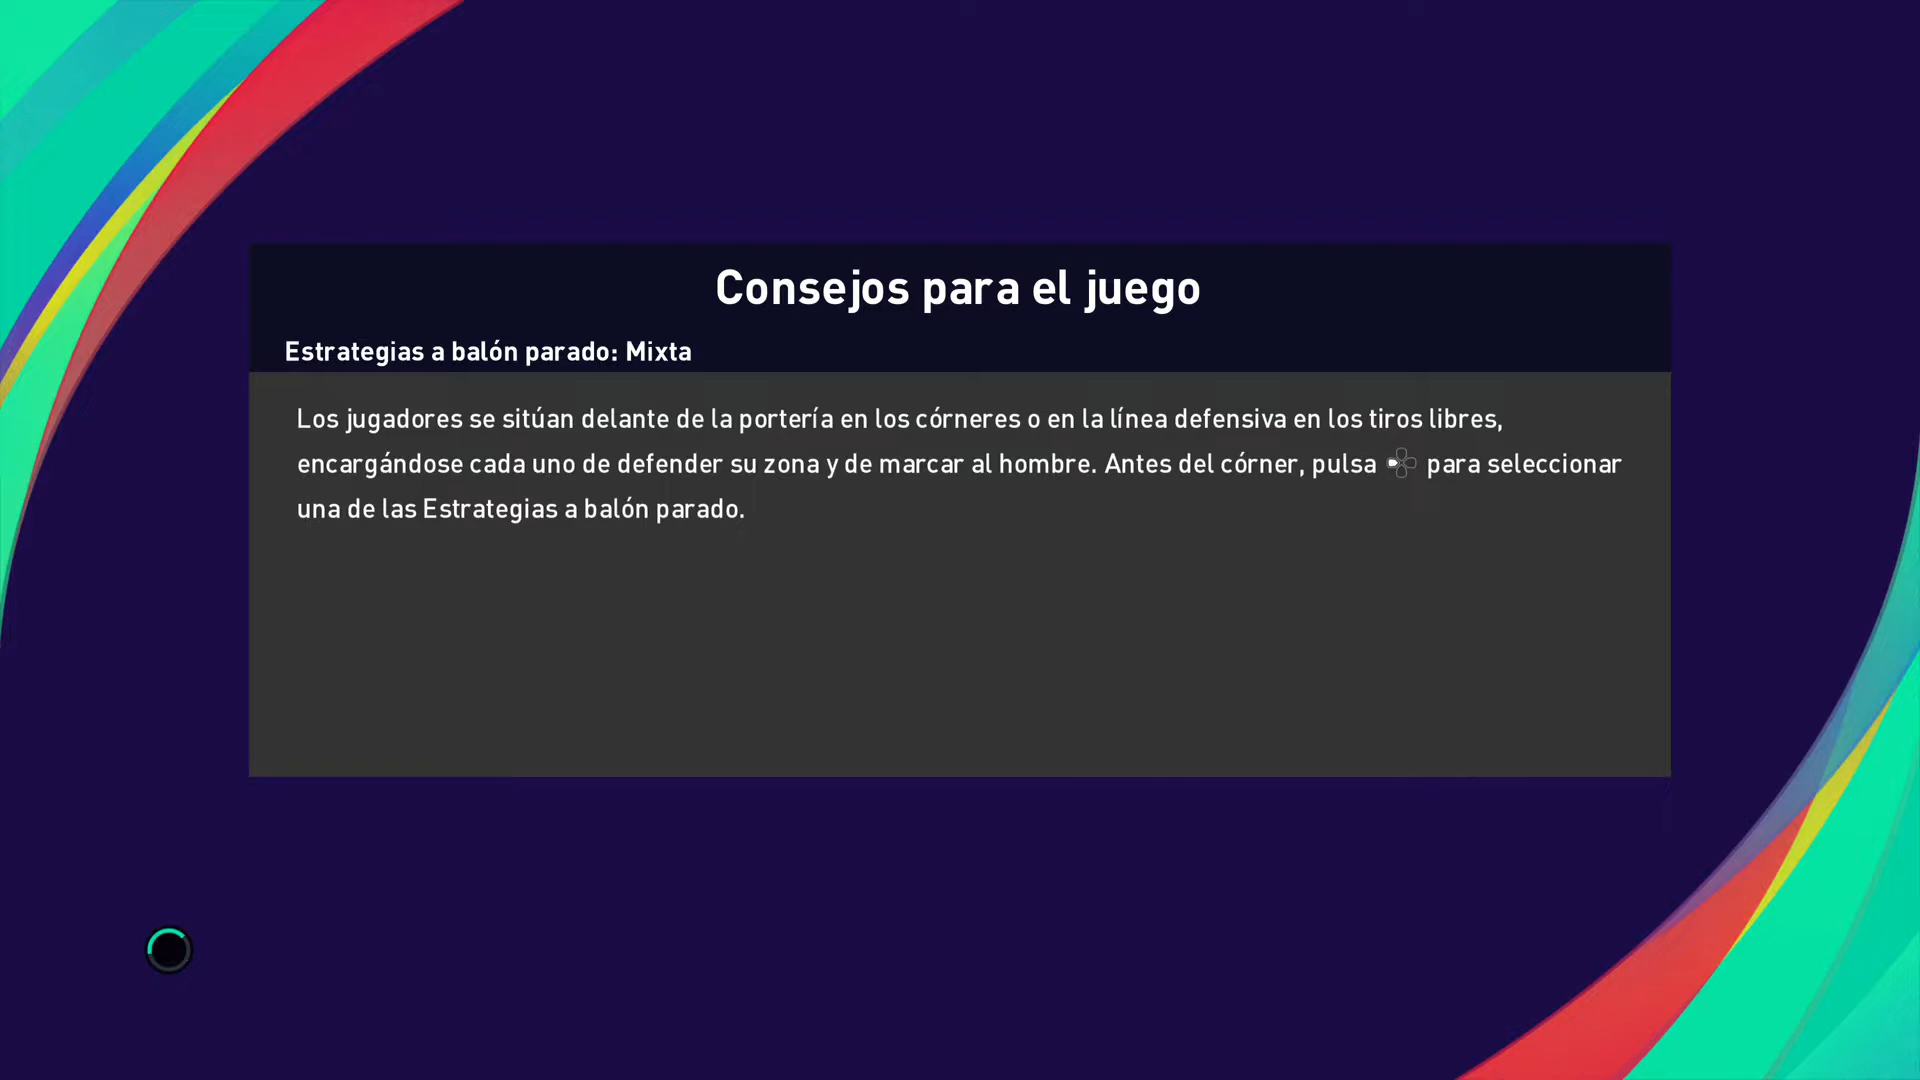 Consejos para el juego
Estrategias a balón parado: Mixta
Los jugadores se sitúan delante de la portería en los córneres o en la línea defensiva en los tiros libres,
encargándose cada uno de defender su zona y de marcar al hombre. Antes del córner, pulsa para seleccionar
una de las Estrategias a balón parado.